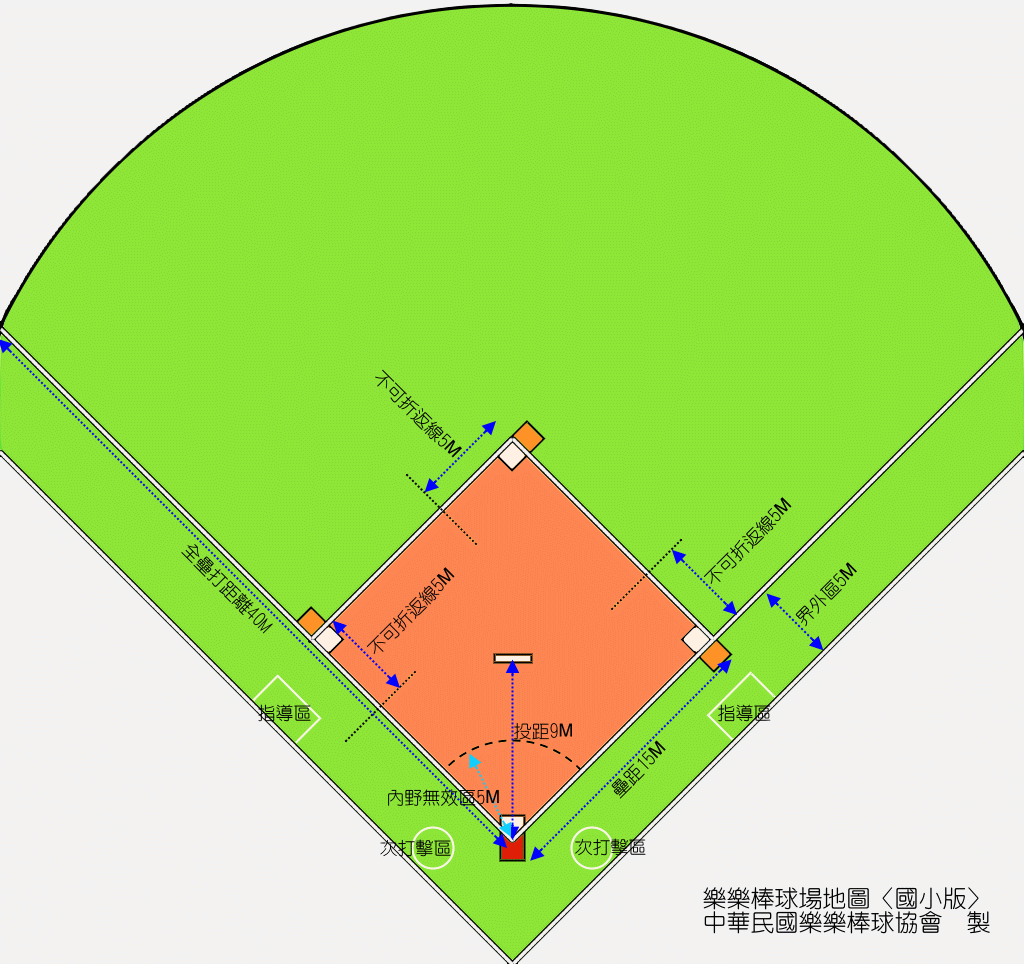 不可折返線5M
不可折返線5M
全壘打距離40M
不可折返線5M
界外區5M
指導區
指導區
投距9M
壘距15M
內野無效區5M
次打擊區
次打擊區
樂樂棒球場地圖〈國小版〉
中華民國樂樂棒球協會　製